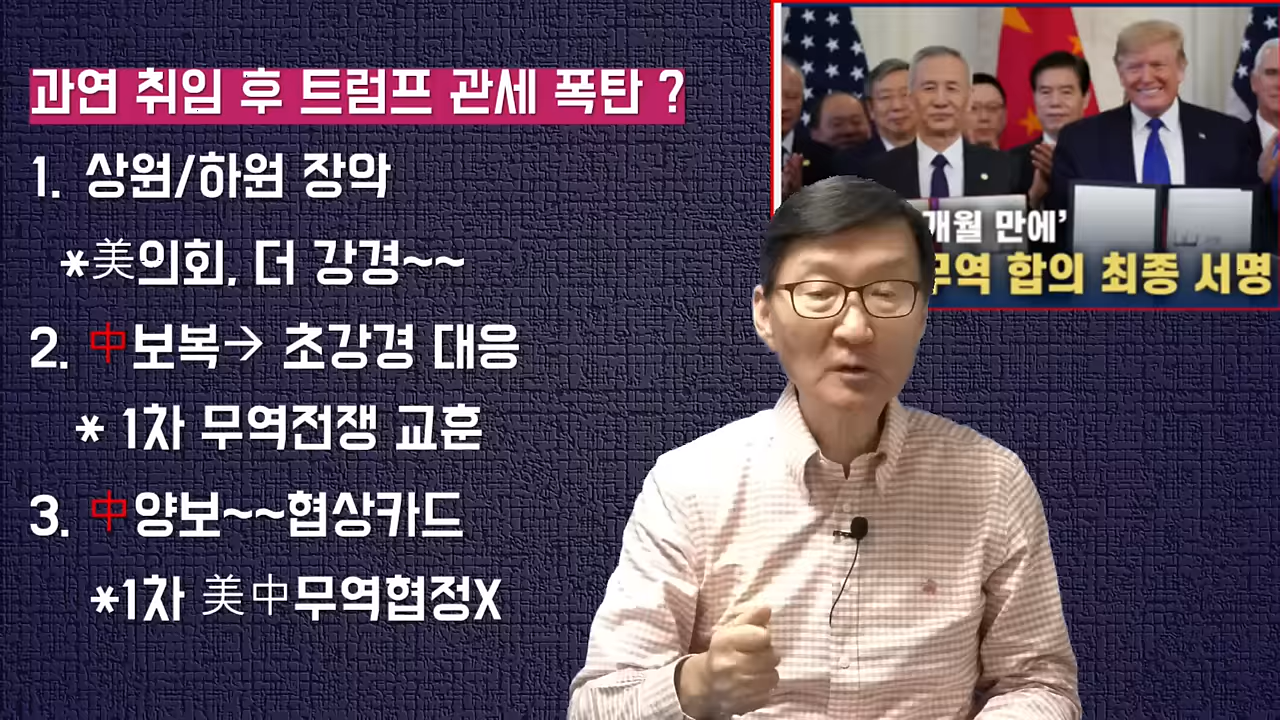 과연 취임 후 트럼프 관세 폭탄 ?
1. 상원/하원 장악
*美의회, 더 강경~~
2. 中보복→ 초강경 대응
* 1차 무역전쟁 교훈
3. 中양보~~협상카드
*1차 美中무역협정X
개월 만에'
무역 합의 최종 서명